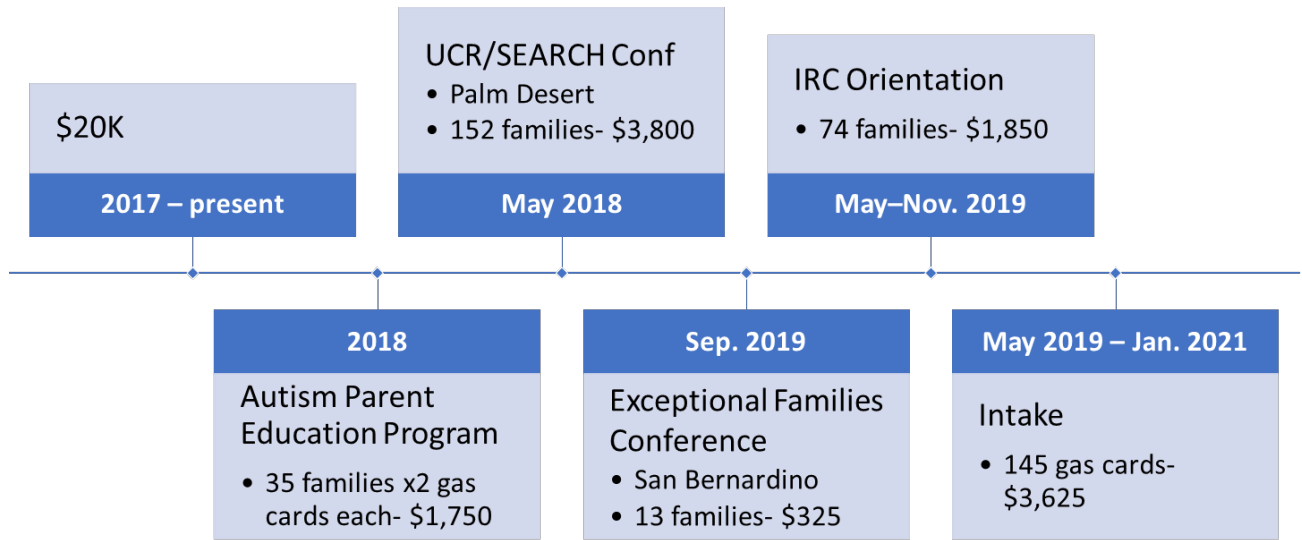 $20K
2017 – present
UCR/SEARCH Conf
• Palm Desert
• 152 families- $3,800
May 2018
IRC Orientation
• 74 families- $1,850
May–Nov. 2019
2018
Autism Parent
Education Program
• 35 families x2 gas
cards each- $1,750
Sep. 2019
Exceptional Families
Conference
• San Bernardino
• 13 families- $325
May 2019 – Jan. 2021
Intake
• 145 gas cards-
$3,625